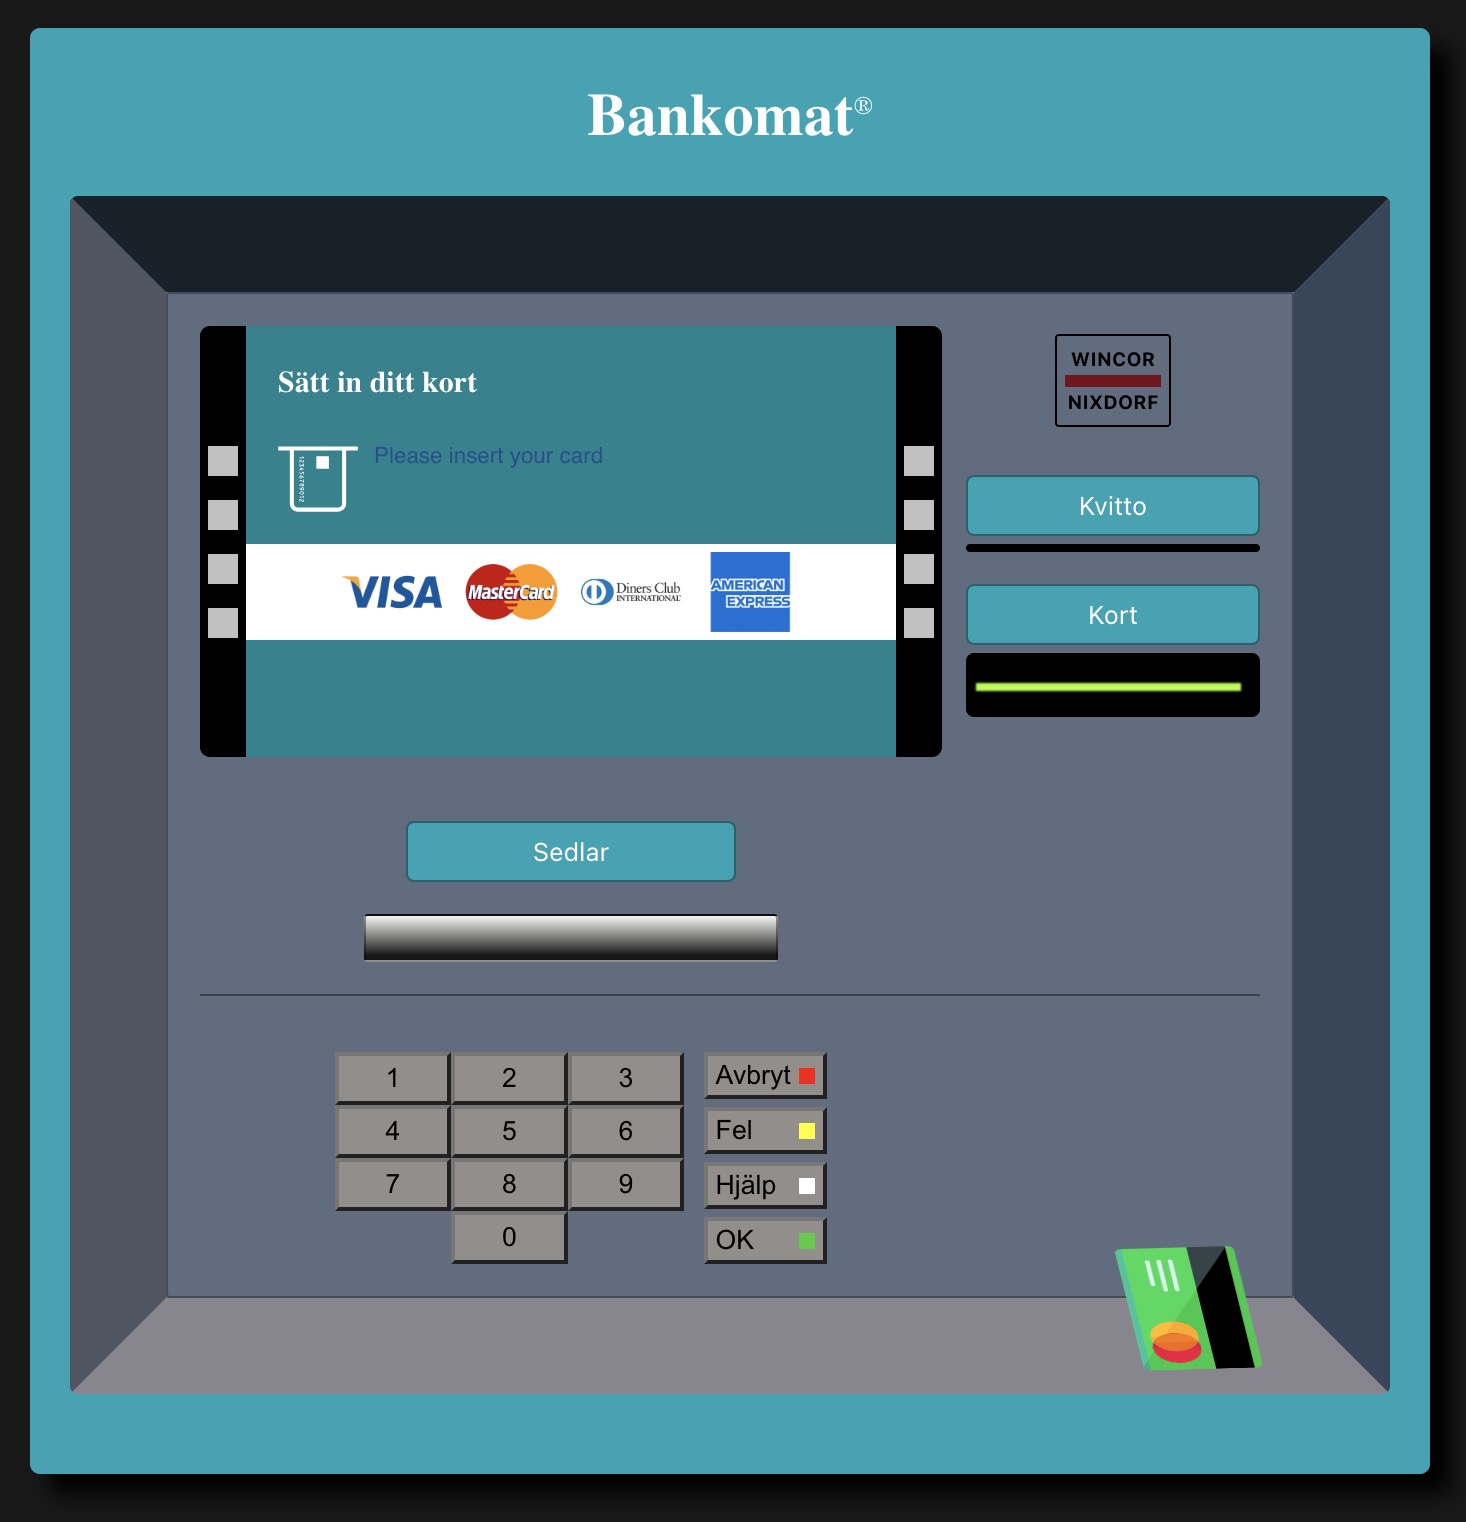 Bankomat®
Sätt in ditt kort
Please insert your card
123456789012
VISA
MasterCard
Diners Club
INTERNATIONAL
AMERICAN
EXPRESS
WINCOR
NIXDORF
Kvitto
Kort
Sedlar
1 2 3 Avbryt
4 5 6 Fel
7 8 9 Hjälp
0 OK